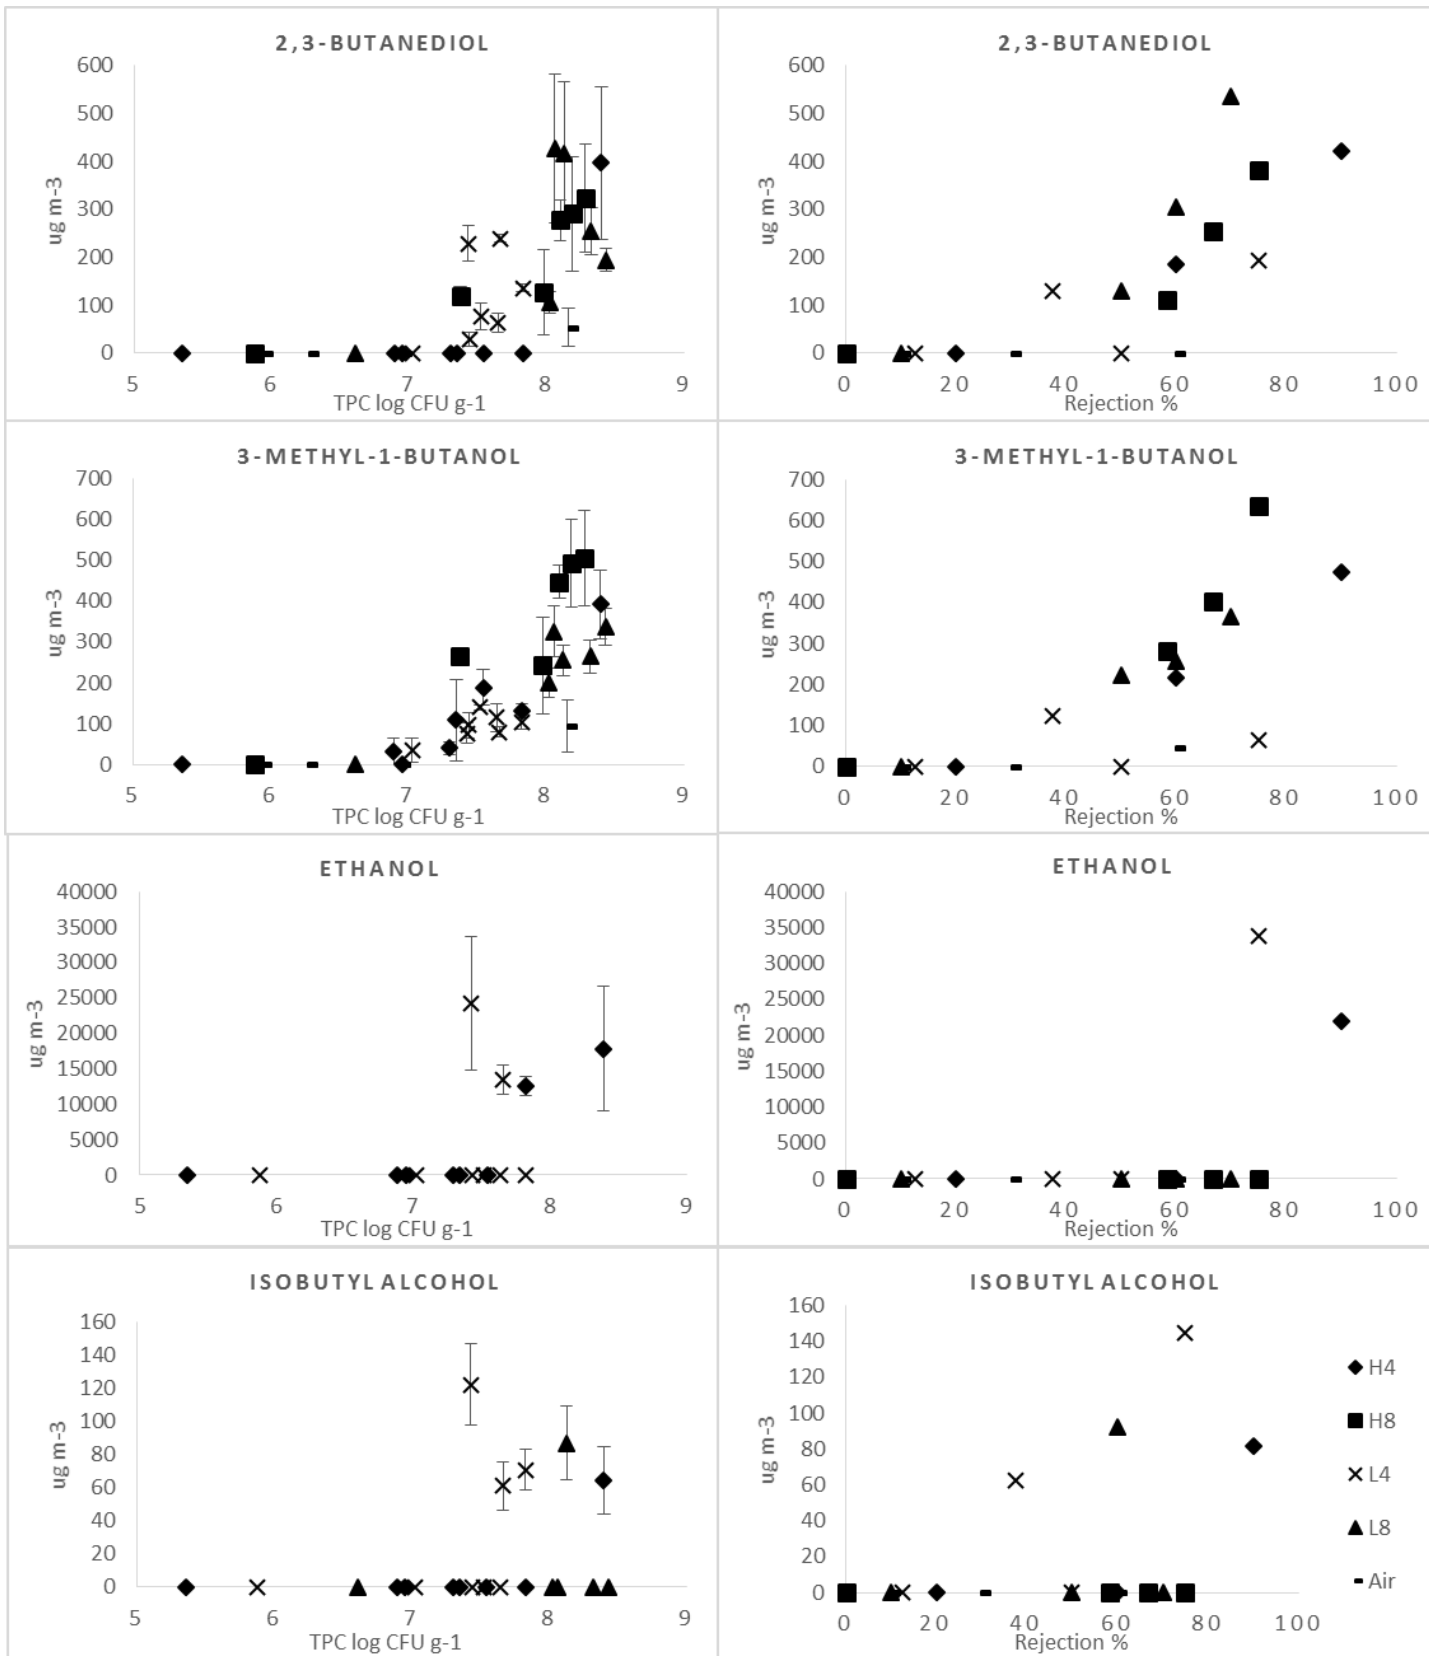 2,3-BUTANEDIOL
600
500
400
300
200
100
0
ug m-3
5 6 7 8 9
TPC log CFU g-1
2,3-BUTANEDIOL
600
500
400
300
200
100
0
ug m-3
0 20 40 60 80 100
Rejection %
3-METHYL-1-BUTANOL
700
600
500
400
300
200
100
0
ug m-3
5 6 7 8 9
TPC log CFU g-1
3-METHYL-1-BUTANOL
700
600
500
400
300
200
100
0
ug m-3
0 20 40 60 80 100
Rejection %
ETHANOL
40000
35000
30000
25000
20000
15000
10000
5000
0
ug m-3
5 6 7 8 9
TPC log CFU g-1
ETHANOL
40000
35000
30000
25000
20000
15000
10000
5000
0
ug m-3
0 20 40 60 80 100
Rejection %
ISOBUTYL ALCOHOL
160
140
120
100
80
60
40
20
0
ug m-3
5 6 7 8 9
TPC log CFU g-1
ISOBUTYL ALCOHOL
160
140
120
100
80
60
40
20
0
ug m-3
0 20 40 60 80 100
Rejection %
H4
H8
L4
L8
Air